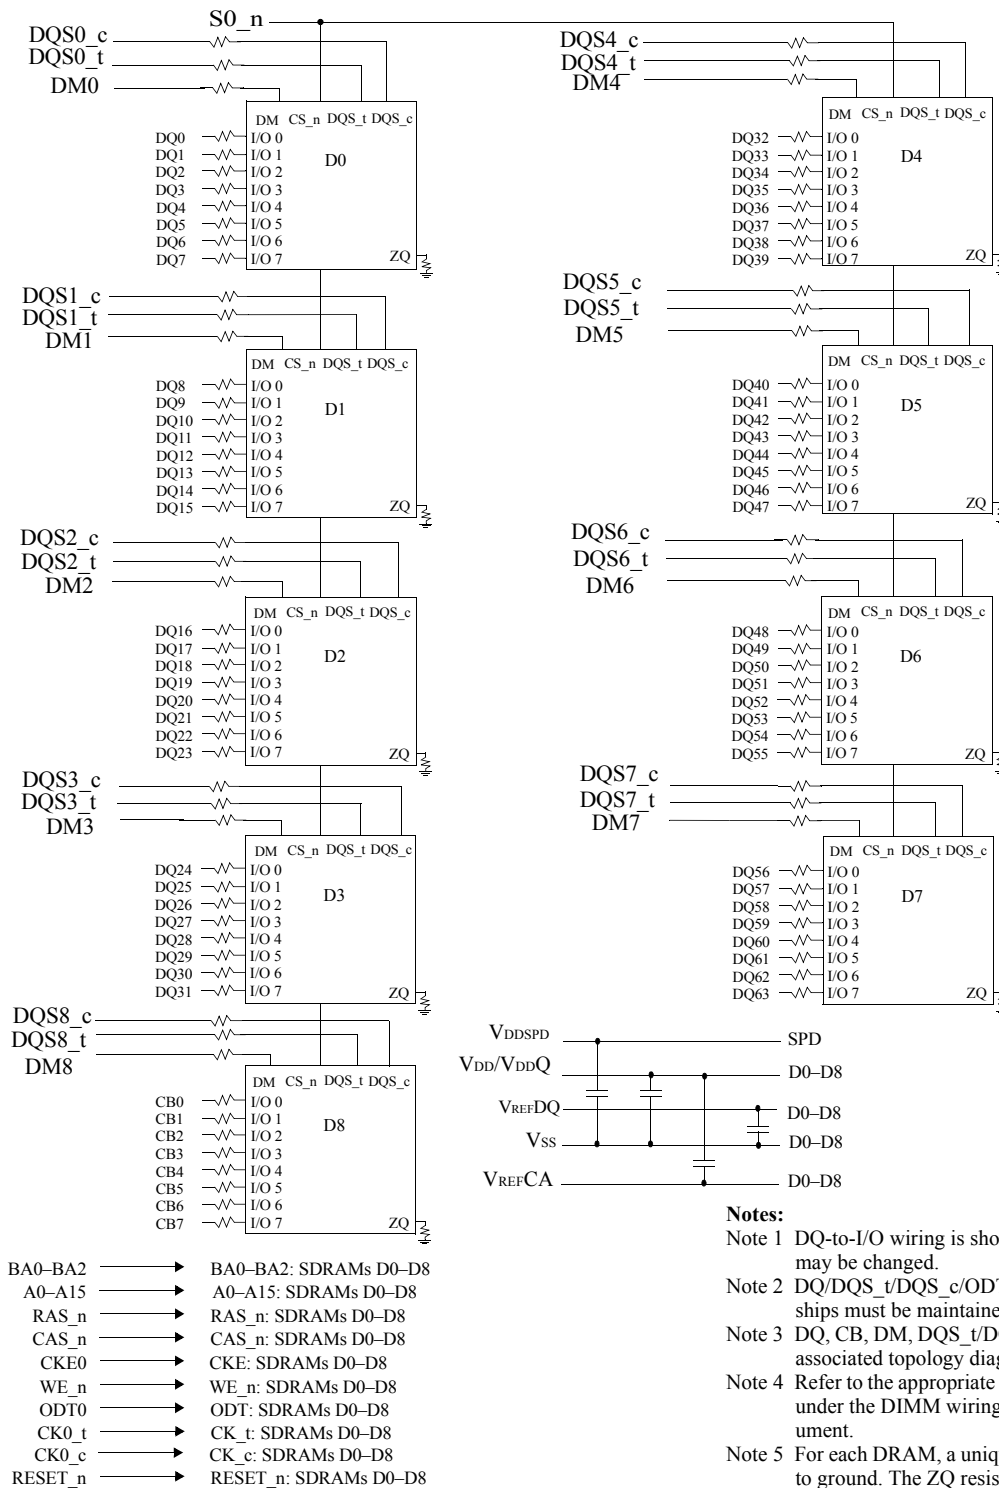 S0_n
DQS0_c
DQS0_t
DM0
DM CS_n DQS_t DQS_c
D0
DQ0 I/O 0
DQ1 I/O 1
DQ2 I/O 2
DQ3 I/O 3
DQ4 I/O 4
DQ5 I/O 5
DQ6 I/O 6
DQ7 I/O 7
ZQ
DQS1_c
DQS1_t
DM1
DM CS_n DQS_t DQS_c
D1
DQ8 I/O 0
DQ9 I/O 1
DQ10 I/O 2
DQ11 I/O 3
DQ12 I/O 4
DQ13 I/O 5
DQ14 I/O 6
DQ15 I/O 7
ZQ
DQS2_c
DQS2_t
DM2
DM CS_n DQS_t DQS_c
D2
DQ16 I/O 0
DQ17 I/O 1
DQ18 I/O 2
DQ19 I/O 3
DQ20 I/O 4
DQ21 I/O 5
DQ22 I/O 6
DQ23 I/O 7
ZQ
DQS3_c
DQS3_t
DM3
DM CS_n DQS_t DQS_c
D3
DQ24 I/O 0
DQ25 I/O 1
DQ26 I/O 2
DQ27 I/O 3
DQ28 I/O 4
DQ29 I/O 5
DQ30 I/O 6
DQ31 I/O 7
ZQ
DQS8_c
DQS8_t
DM8
DM CS_n DQS_t DQS_c
D8
CB0 I/O 0
CB1 I/O 1
CB2 I/O 2
CB3 I/O 3
CB4 I/O 4
CB5 I/O 5
CB6 I/O 6
CB7 I/O 7
ZQ
BA0–BA2 BA0–BA2: SDRAMs D0–D8
A0–A15 A0–A15: SDRAMs D0–D8
RAS_n RAS_n: SDRAMs D0–D8
CAS_n CAS_n: SDRAMs D0–D8
CKE0 CKE: SDRAMs D0–D8
WE_n WE_n: SDRAMs D0–D8
ODT0 ODT: SDRAMs D0–D8
CK0_t CK_t: SDRAMs D0–D8
CK0_c CK_c: SDRAMs D0–D8
RESET_n RESET_n: SDRAMs D0–D8
DQS4_c
DQS4_t
DM4
DM CS_n DQS_t DQS_c
D4
DQ32 I/O 0
DQ33 I/O 1
DQ34 I/O 2
DQ35 I/O 3
DQ36 I/O 4
DQ37 I/O 5
DQ38 I/O 6
DQ39 I/O 7
ZQ
DQS5_c
DQS5_t
DM5
DM CS_n DQS_t DQS_c
D5
DQ40 I/O 0
DQ41 I/O 1
DQ42 I/O 2
DQ43 I/O 3
DQ44 I/O 4
DQ45 I/O 5
DQ46 I/O 6
DQ47 I/O 7
ZQ
DQS6_c
DQS6_t
DM6
DM CS_n DQS_t DQS_c
D6
DQ48 I/O 0
DQ49 I/O 1
DQ50 I/O 2
DQ51 I/O 3
DQ52 I/O 4
DQ53 I/O 5
DQ54 I/O 6
DQ55 I/O 7
ZQ
DQS7_c
DQS7_t
DM7
DM CS_n DQS_t DQS_c
D7
DQ56 I/O 0
DQ57 I/O 1
DQ58 I/O 2
DQ59 I/O 3
DQ60 I/O 4
DQ61 I/O 5
DQ62 I/O 6
DQ63 I/O 7
ZQ
VDDSPD SPD
VDD/VDDQ D0–D8
VREFDQ D0–D8
VSS D0–D8
VREFCA D0–D8
Notes:
Note 1 DQ-to-I/O wiring is
may be changed.
Note 2
ships must be
Note 3 DQ, CB, DM,
associated topology
Note 4 Refer to the appropriate
under the DIMM wiring
ument.
Note 5 For each DRAM, a
to ground. The ZQ